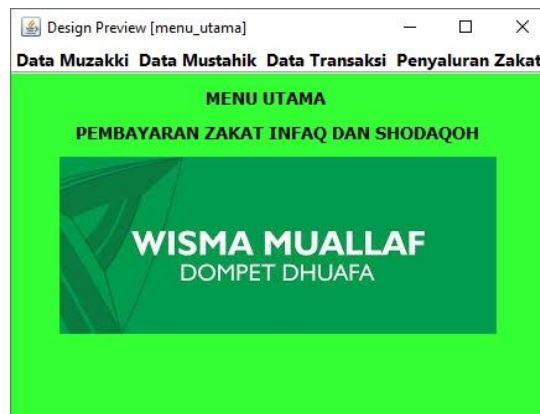 Design Preview [menu_utama]
Data Muzakki Data Mustahik Data Transaksi Penyaluran Zakat
MENU UTAMA
PEMBAYARAN ZAKAT INFAQ DAN SHODAQOH
WISMA MUALLAF
DOMPET DHUAFA